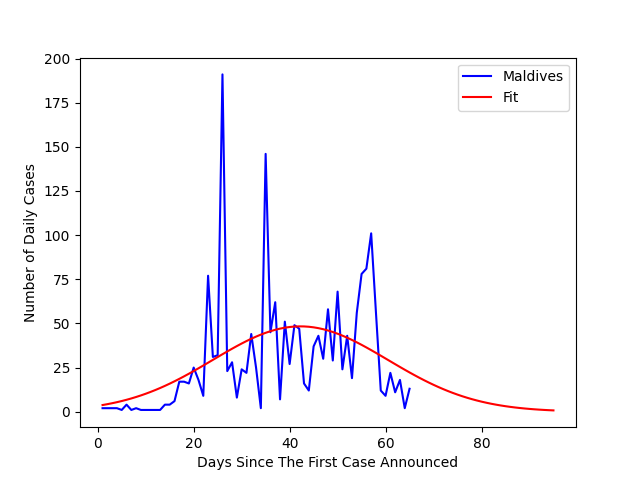 200
175
150
125
100
75
50
25
0
Number of Daily Cases
Maldives
Fit
0 20 40 60 80
Days Since The First Case Announced